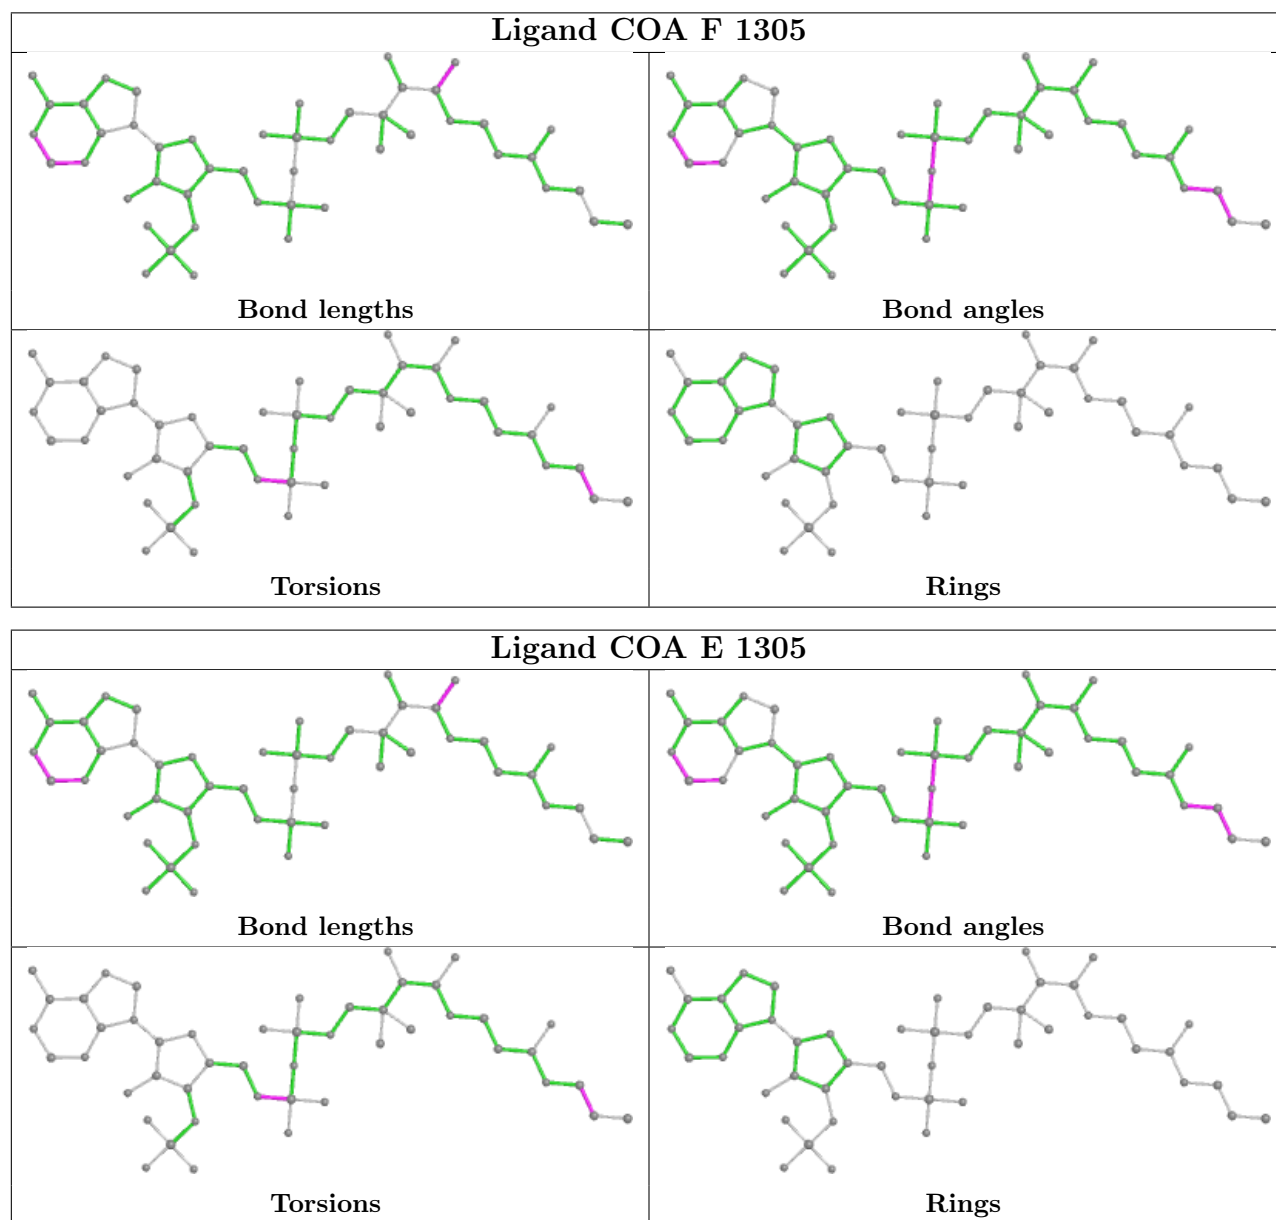 Ligand COA F 1305
Bond lengths
Bond angles
Torsions
Rings
Ligand COA E 1305
Bond lengths
Bond angles
Torsions
Rings